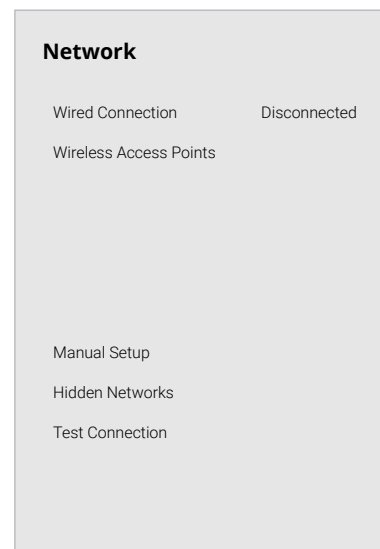 Network
Wired Connection Disconnected
Wireless Access Points
Manual Setup
Hidden Networks
Test Connection